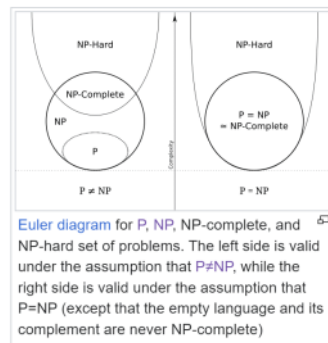 NP-Hard
NP-Hard
NP-Complete
P = NP
= NP-Complete
NP
P
Complexity
P ≠ NP
P = NP
Euler diagram for P, NP, NP-complete, and
NP-hard set of problems. The left side is valid
under the assumption that P≠NP, while the
right side is valid under the assumption that
P=NP (except that the empty language and its
complement are never NP-complete)